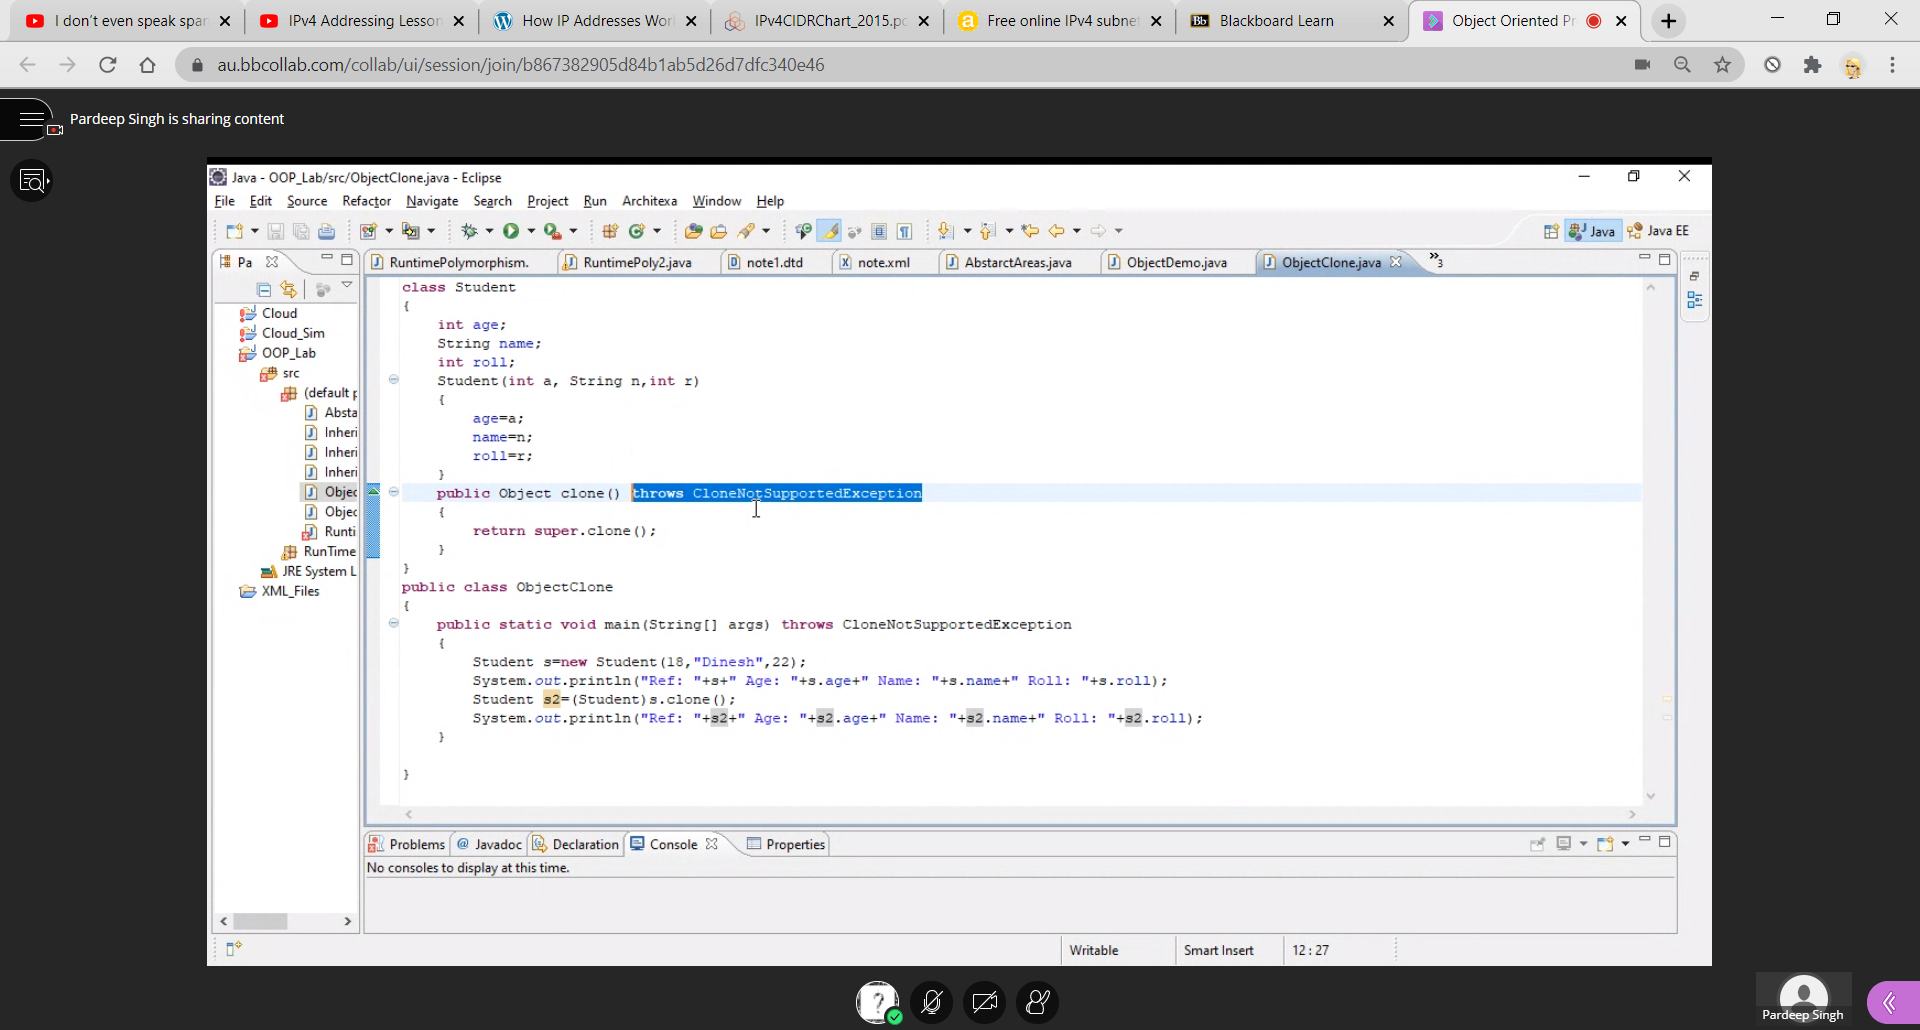 I don't even speak spar
IPv4 Addressing Lesson
How IP Addresses Wor
IPv4CIDRChart_2015.pd
Free online IPv4 subne
Blackboard Learn
Object Oriented Pr
au.bbcollab.com/collab/ui/session/join/b867382905d84b1ab5d26d7dfc340e46
Pardeep Singh is sharing content
Java - OOP_Lab/src/ObjectClone.java - Eclipse
File Edit Source Refactor Navigate Search Project Run Architexa Window Help
Java Java EE
Pa
RuntimePolymorphism.
RuntimePoly2.java
note1.dtd
note.xml
AbstarctAreas.java
ObjectDemo.java
ObjectClone.java
»3
Cloud
Cloud_Sim
OOP_Lab
src
(default p
Absta
Inheri
Inheri
Inheri
Objec
Objec
Runti
RunTime
JRE System L
XML_Files
class Student
{
int age;
String name;
int roll;
Student(int a, String n,int r)
{
age=a;
name=n;
roll=r;
}
public Object clone() throws CloneNotSupportedException
{
return super.clone();
}
}
public class ObjectClone
{
public static void main(String[] args) throws CloneNotSupportedException
{
Student s=new Student(18,"Dinesh",22);
System.out.println("Ref: "+s+" Age: "+s.age+" Name: "+s.name+" Roll: "+s.roll);
Student s2=(Student)s.clone();
System.out.println("Ref: "+s2+" Age: "+s2.age+" Name: "+s2.name+" Roll: "+s2.roll);
}
}
Problems @ Javadoc Declaration Console Properties
No consoles to display at this time.
Writable Smart Insert 12 : 27
Pardeep Singh